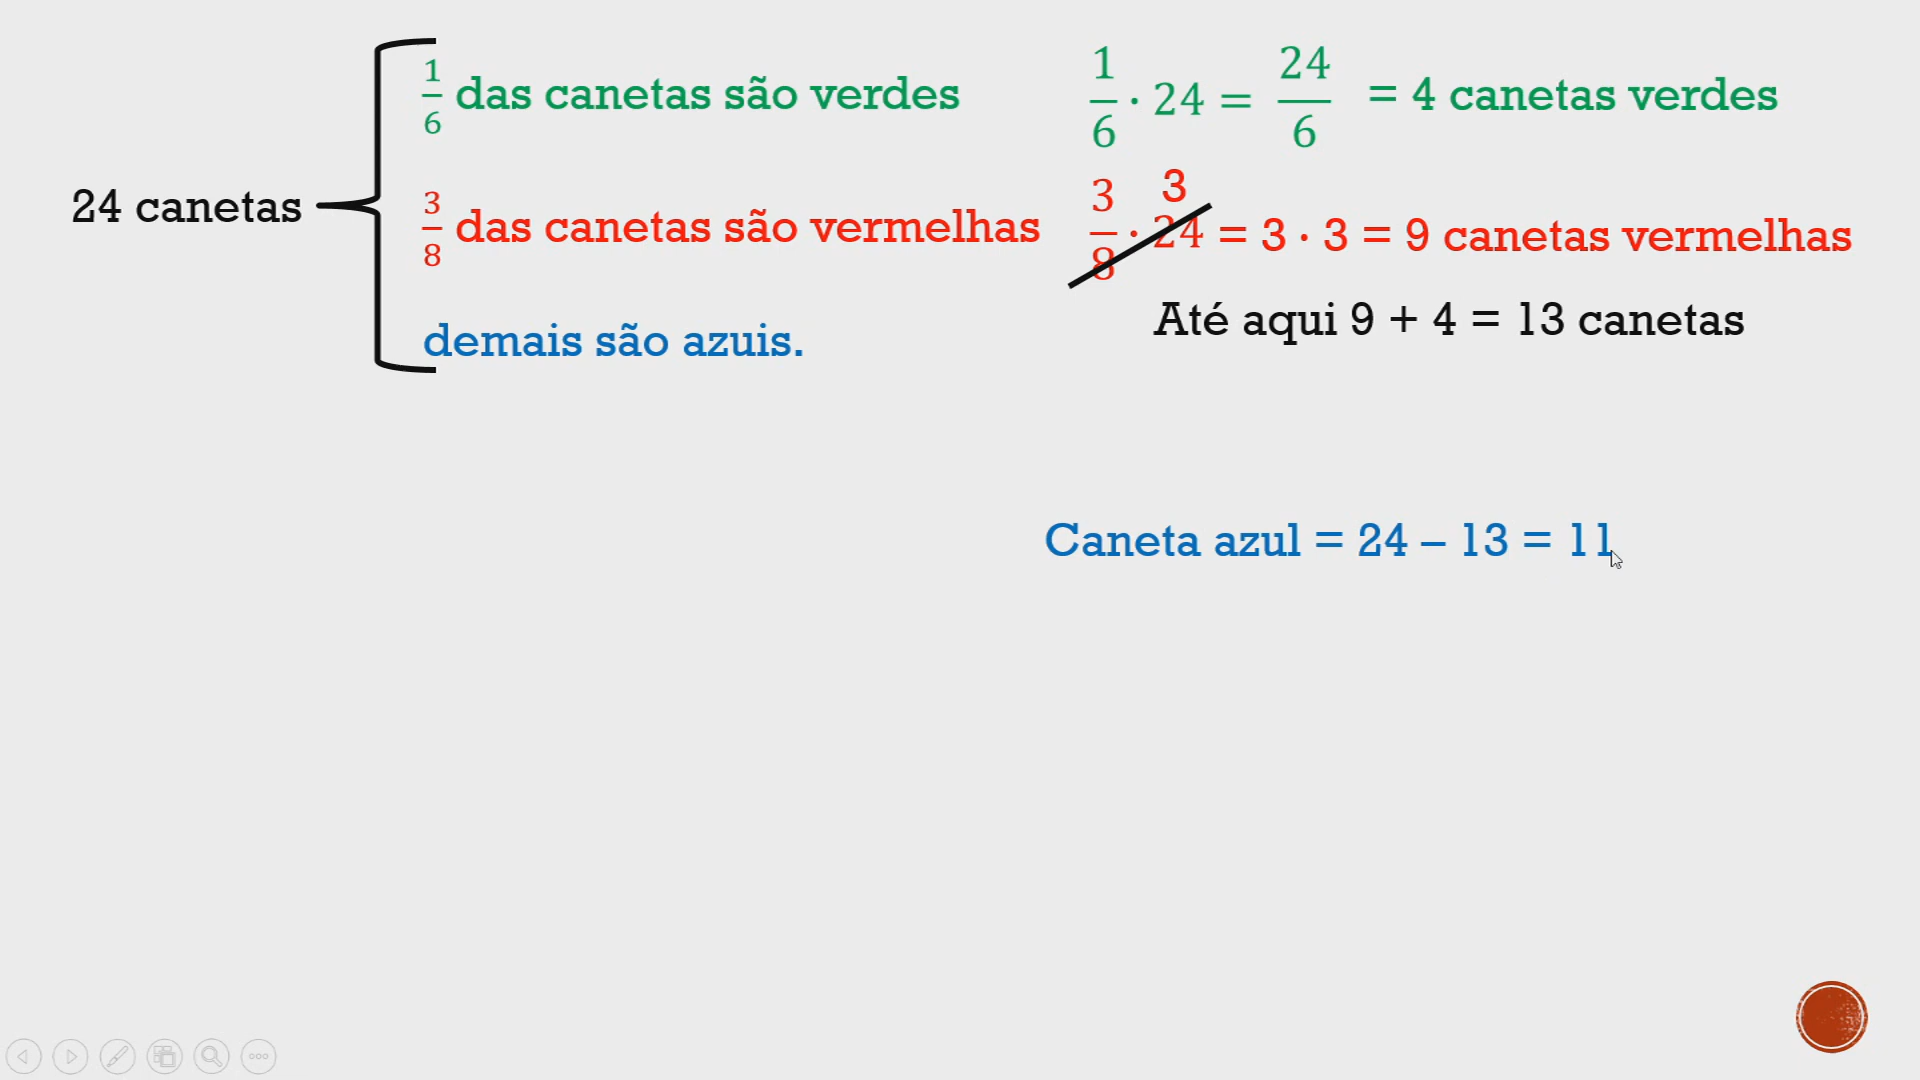 24 canetas
1/6 das canetas são verdes
3/8 das canetas são vermelhas
demais são azuis.
1/6 · 24 = 24/6 = 4 canetas verdes
3
3/8 · 24 = 3 · 3 = 9 canetas vermelhas
Até aqui 9 + 4 = 13 canetas
Caneta azul = 24 – 13 = 11